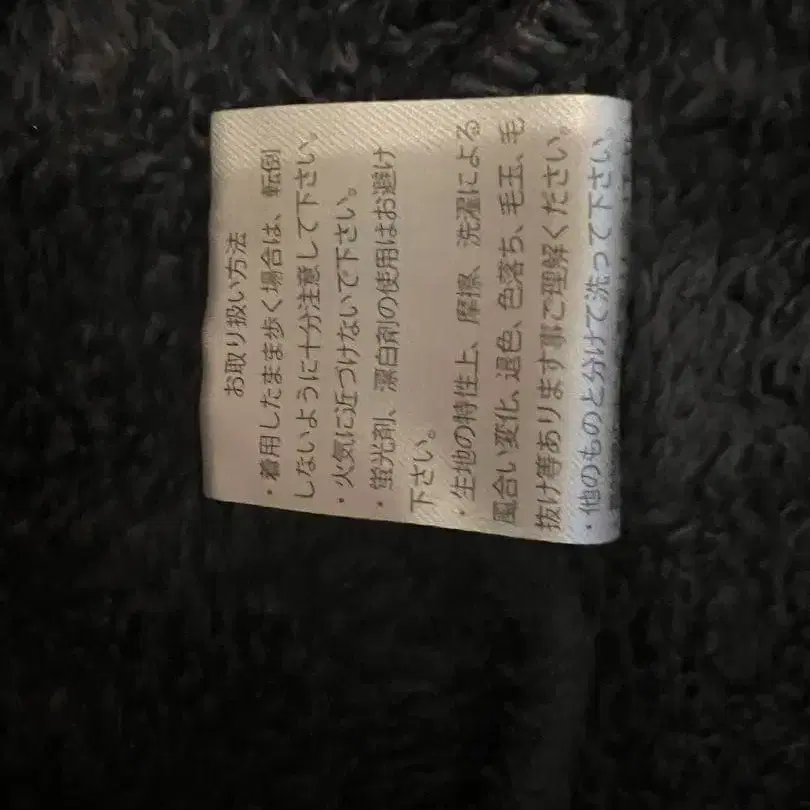 お取り扱い方法
・着用したまま歩く場合は、転倒
しないように十分注意して下さい。
・火気に近づけないで下さい。
・蛍光剤、漂白剤の使用はお避け
下さい。
・生地の特性上、摩擦、洗濯による
風合い変化、退色、色落ち、毛玉、毛
抜け等あります事ご理解ください。
・他のものと分けて洗って下さい。